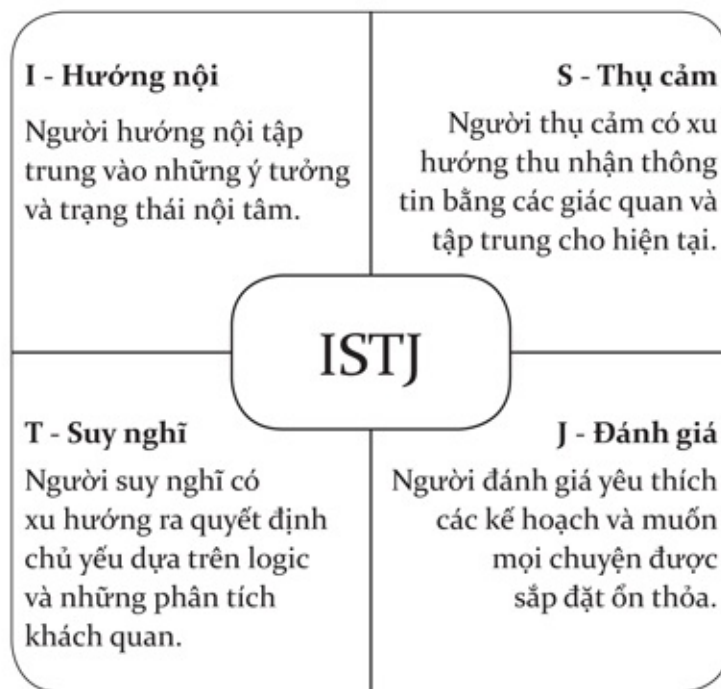 I - Hướng nội
Người hướng nội tập
trung vào những ý tưởng
và trạng thái nội tâm.
S - Thụ cảm
Người thụ cảm có xu
hướng thu nhận thông
tin bằng các giác quan và
tập trung cho hiện tại.
ISTJ
T - Suy nghĩ
Người suy nghĩ có
xu hướng ra quyết định
chủ yếu dựa trên logic
và những phân tích
khách quan.
J - Đánh giá
Người đánh giá yêu thích
các kế hoạch và muốn
mọi chuyện được
sắp đặt ổn thỏa.